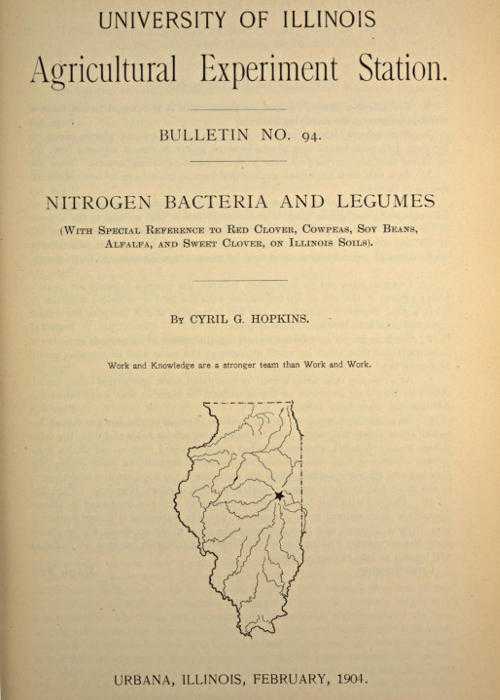 UNIVERSITY OF ILLINOIS
Agricultural Experiment Station.
BULLETIN NO. 94.
NITROGEN BACTERIA AND LEGUMES
(With Special Reference to Red Clover, Cowpeas, Soy Beans,
Alfalfa, and Sweet Clover, on Illinois Soils).
By CYRIL G. HOPKINS.
Work and Knowledge are a stronger team than Work and Work.
URBANA, ILLINOIS, FEBRUARY, 1904.